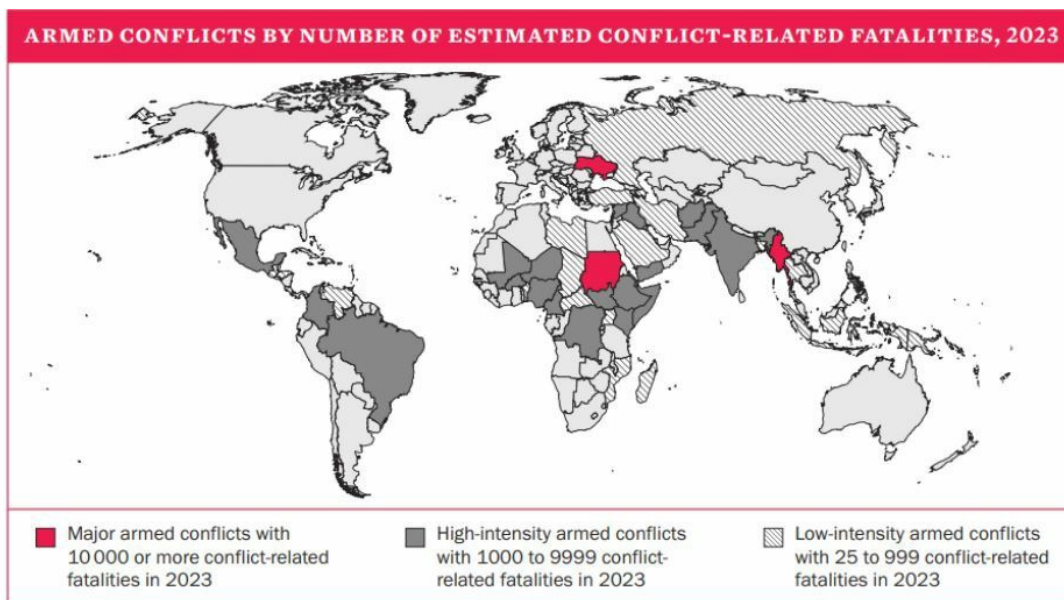 ARMED CONFLICTS BY NUMBER OF ESTIMATED CONFLICT-RELATED FATALITIES, 2023
Major armed conflicts with
10 000 or more conflict-related
fatalities in 2023
High-intensity armed conflicts
with 1000 to 9999 conflict-
related fatalities in 2023
Low-intensity armed conflicts
with 25 to 999 conflict-related
fatalities in 2023